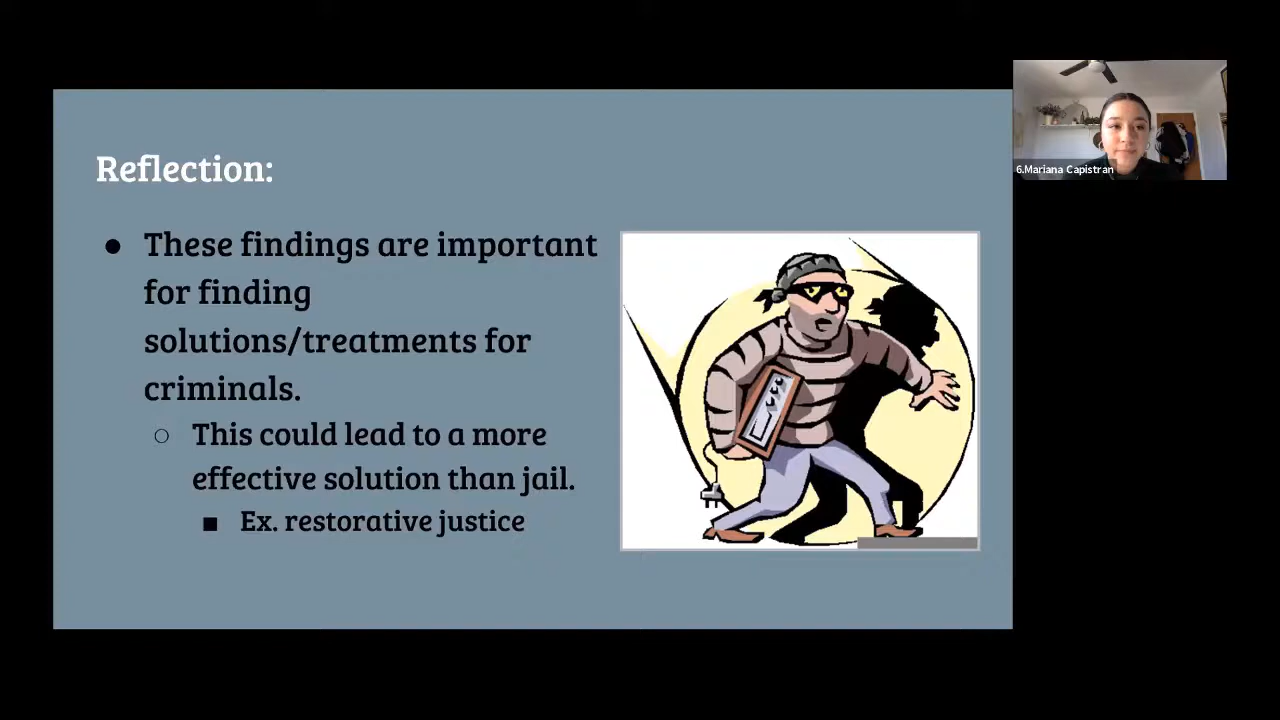 Reflection:
● These findings are important
for finding
solutions/treatments for
criminals.
○ This could lead to a more
effective solution than jail.
■ Ex. restorative justice
6.Mariana Capistran